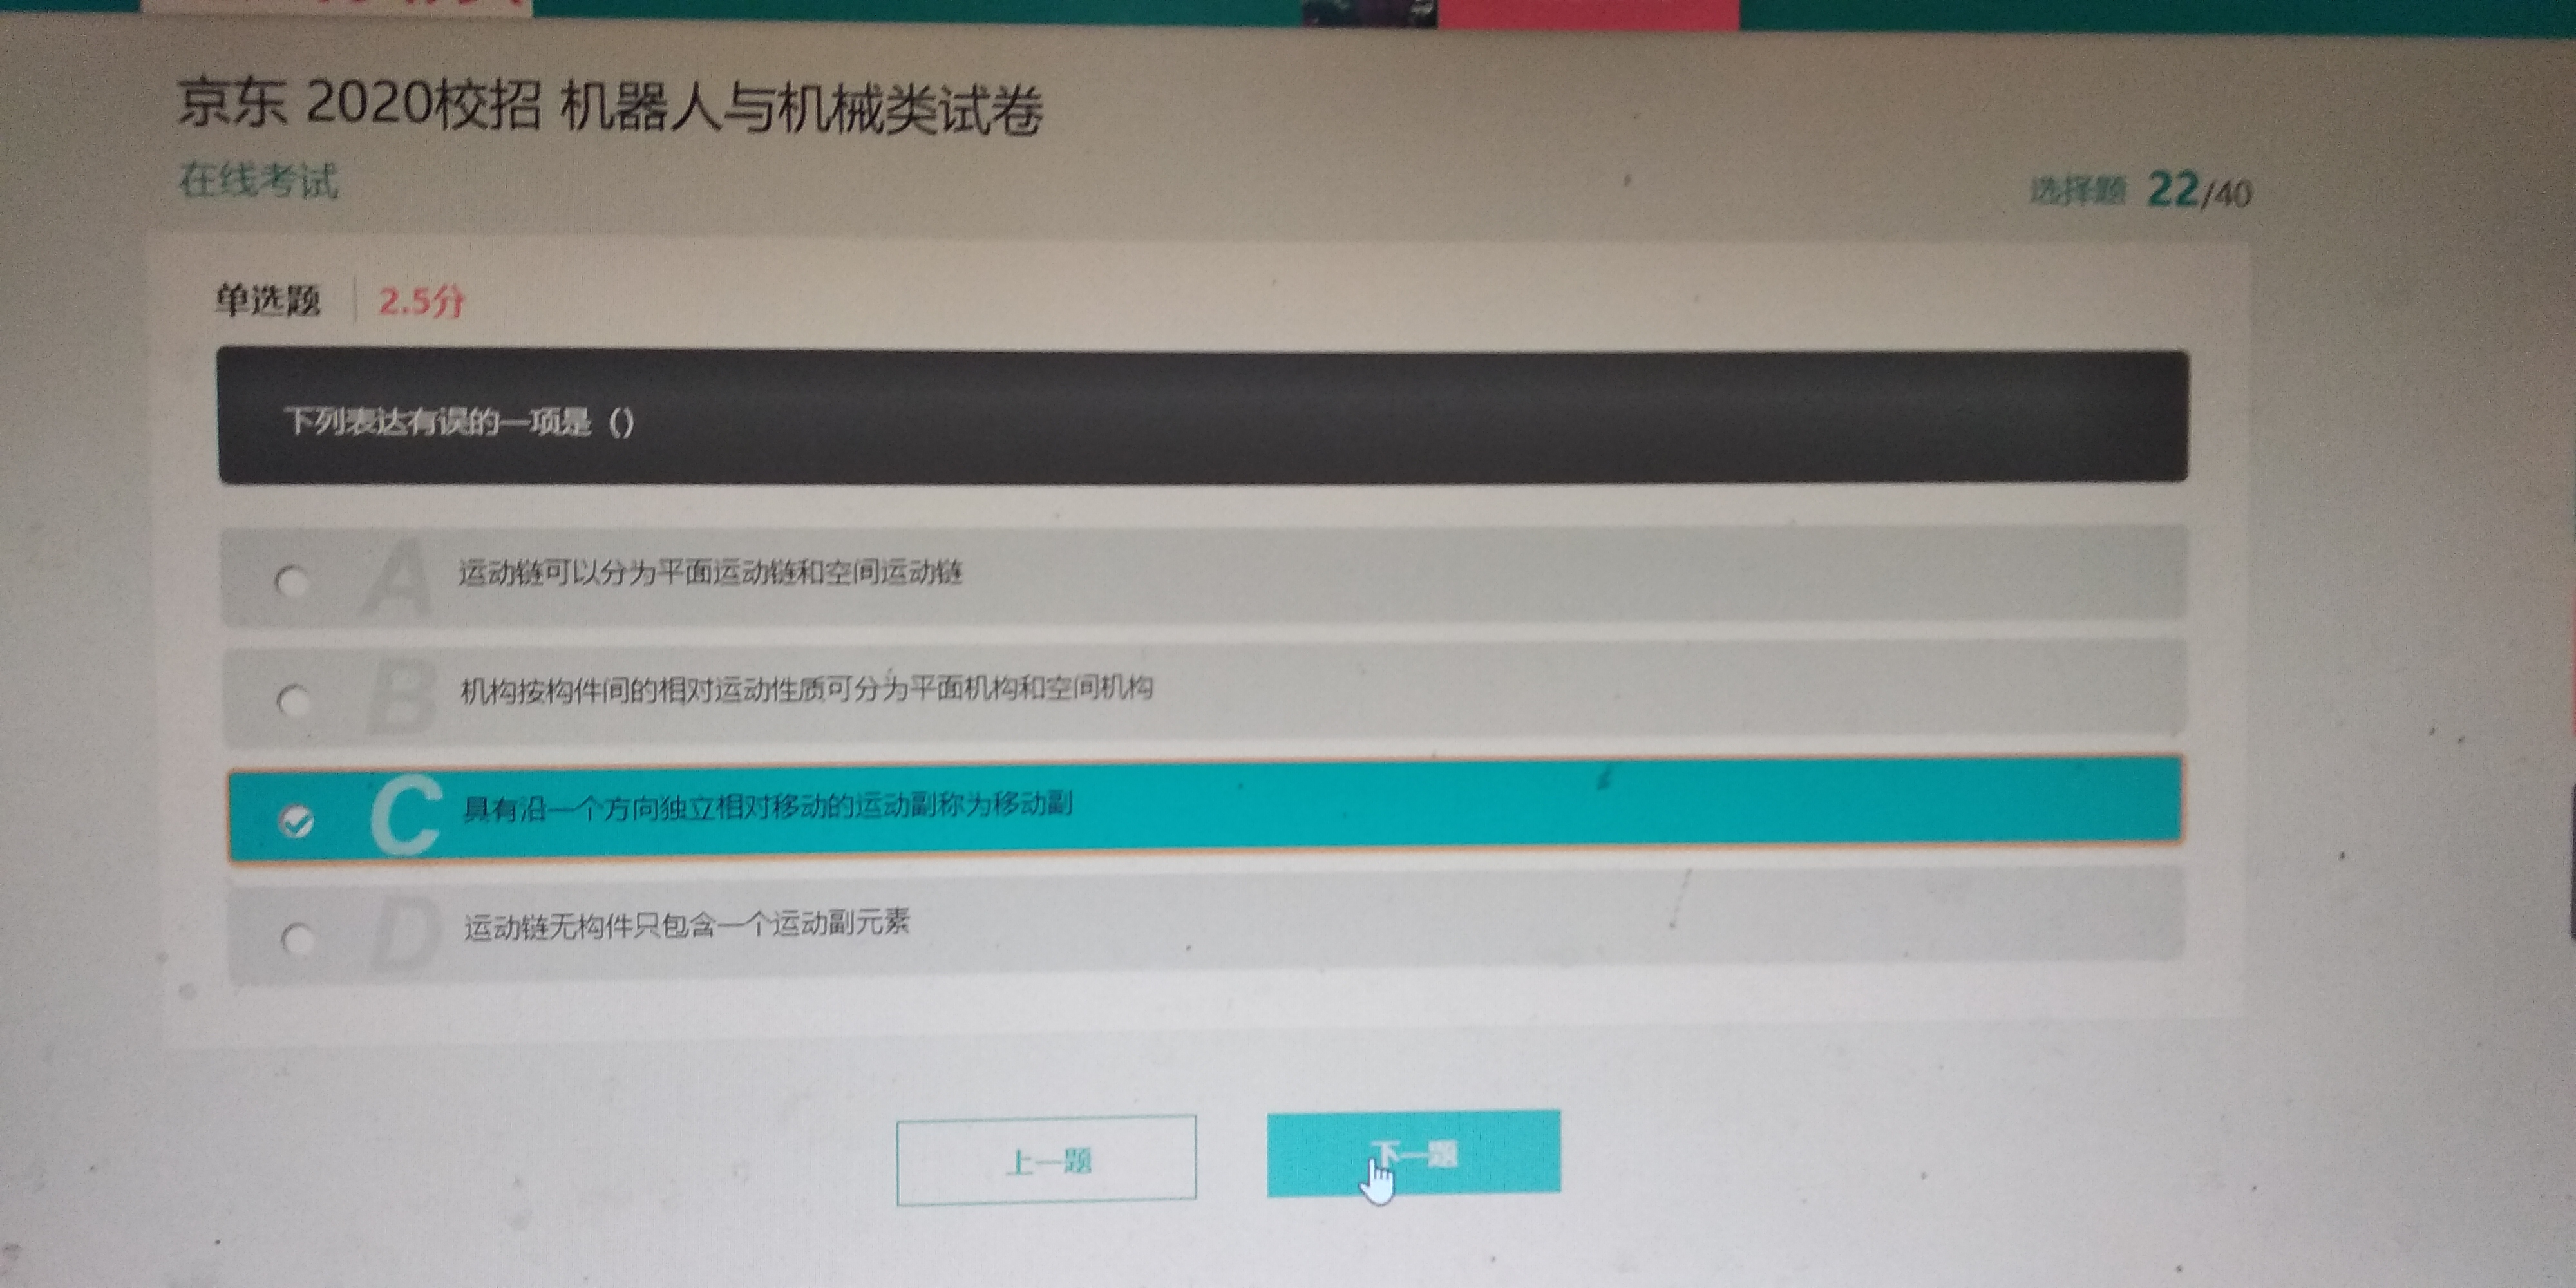 京东 2020校招 机器人与机械类试卷
在线考试
选择题 22/40
单选题 2.5分
下列表达有误的一项是（）
A 运动链可以分为平面运动链和空间运动链
B 机构按构件间的相对运动性质可分为平面机构和空间机构
C 具有沿一个方向独立相对移动的运动副称为移动副
D 运动链无构件只包含一个运动副元素
上一题 下一题